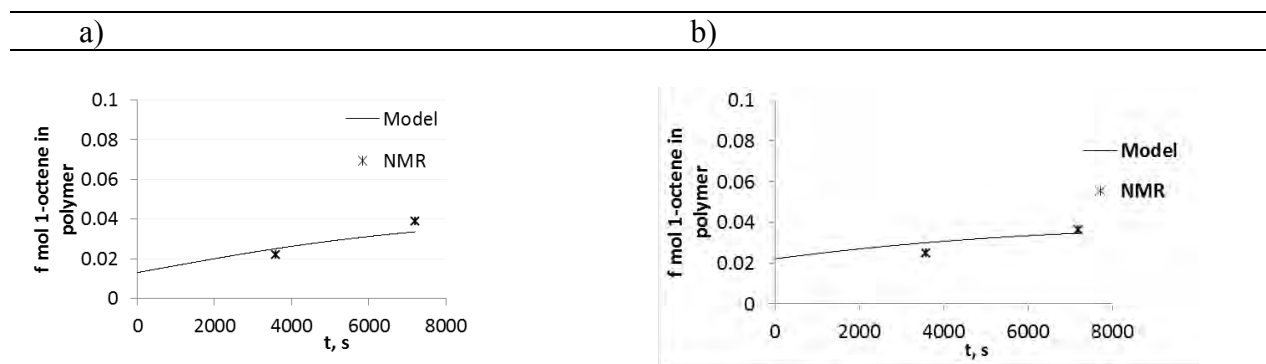 a)
b)
0.1
0.08
0.06
0.04
0.02
0
f mol 1-octene in
polymer
Model
NMR
0 2000 4000 6000 8000
t, s
0.1
0.08
0.06
0.04
0.02
0
f mol 1-octene in
polymer
Model
NMR
0 2000 4000 6000 8000
t, s